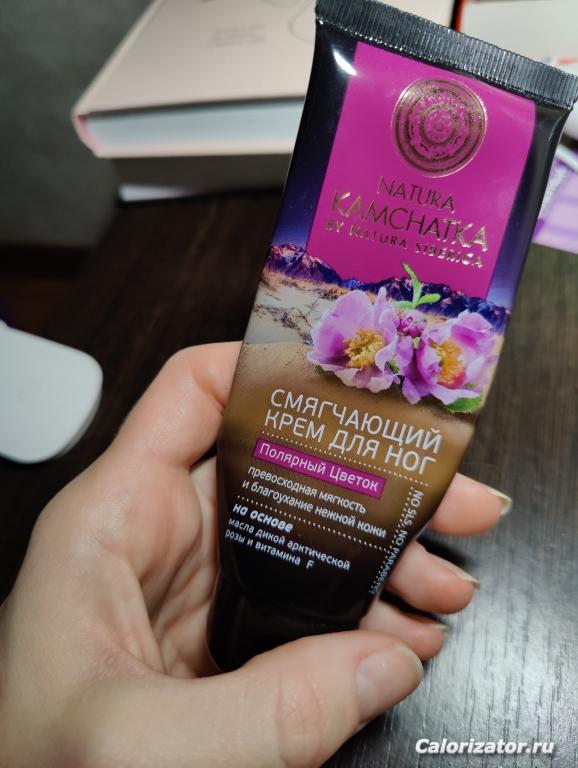 NATURA
KAMCHATKA
BY NATURA SIBERICA
СМЯГЧАЮЩИЙ
КРЕМ ДЛЯ НОГ
Полярный Цветок
превосходная мягкость
и благоухание нежной кожи
на основе
масла дикой арктической
розы и витамина F
NO SLS, NO PARABENS
Calorizator.ru